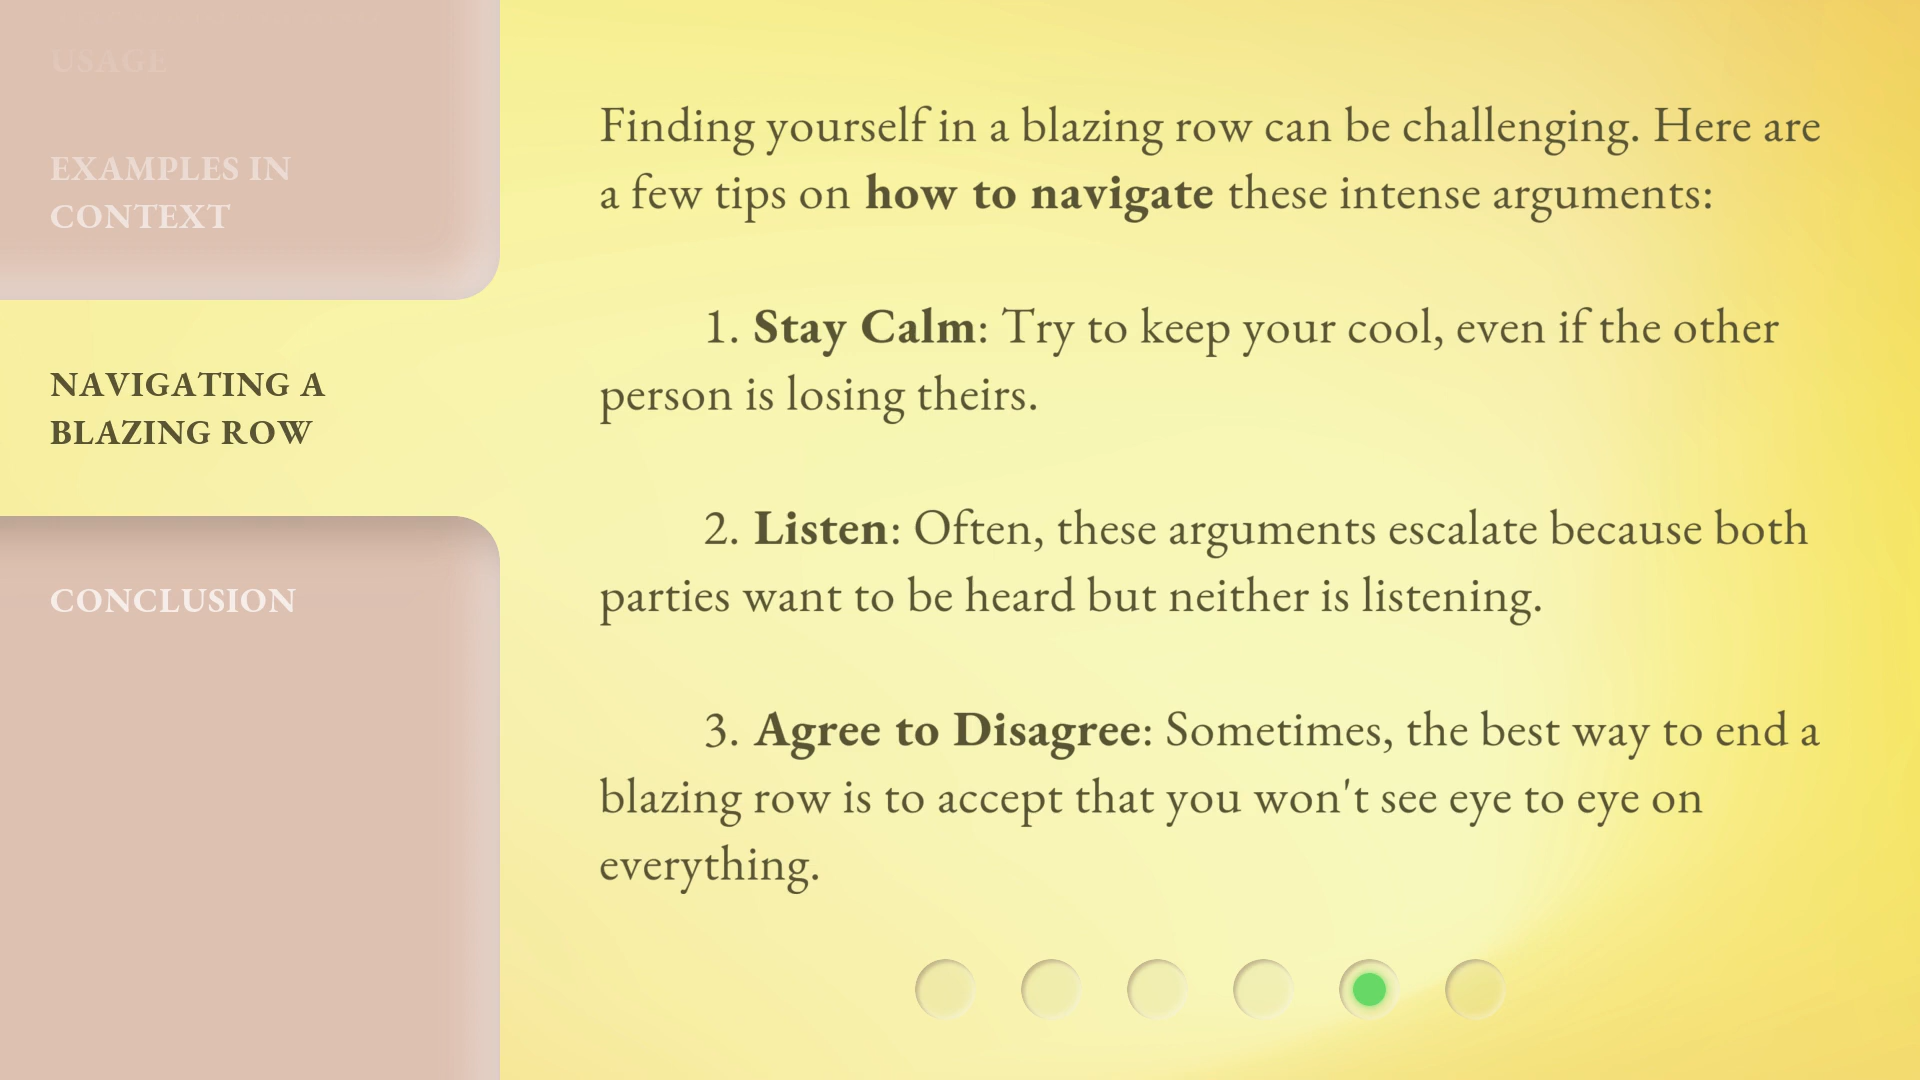 USAGE
EXAMPLES IN
CONTEXT
NAVIGATING A
BLAZING ROW
CONCLUSION
Finding yourself in a blazing row can be challenging. Here are
a few tips on how to navigate these intense arguments:
1. Stay Calm: Try to keep your cool, even if the other
person is losing theirs.
2. Listen: Often, these arguments escalate because both
parties want to be heard but neither is listening.
3. Agree to Disagree: Sometimes, the best way to end a
blazing row is to accept that you won't see eye to eye on
everything.